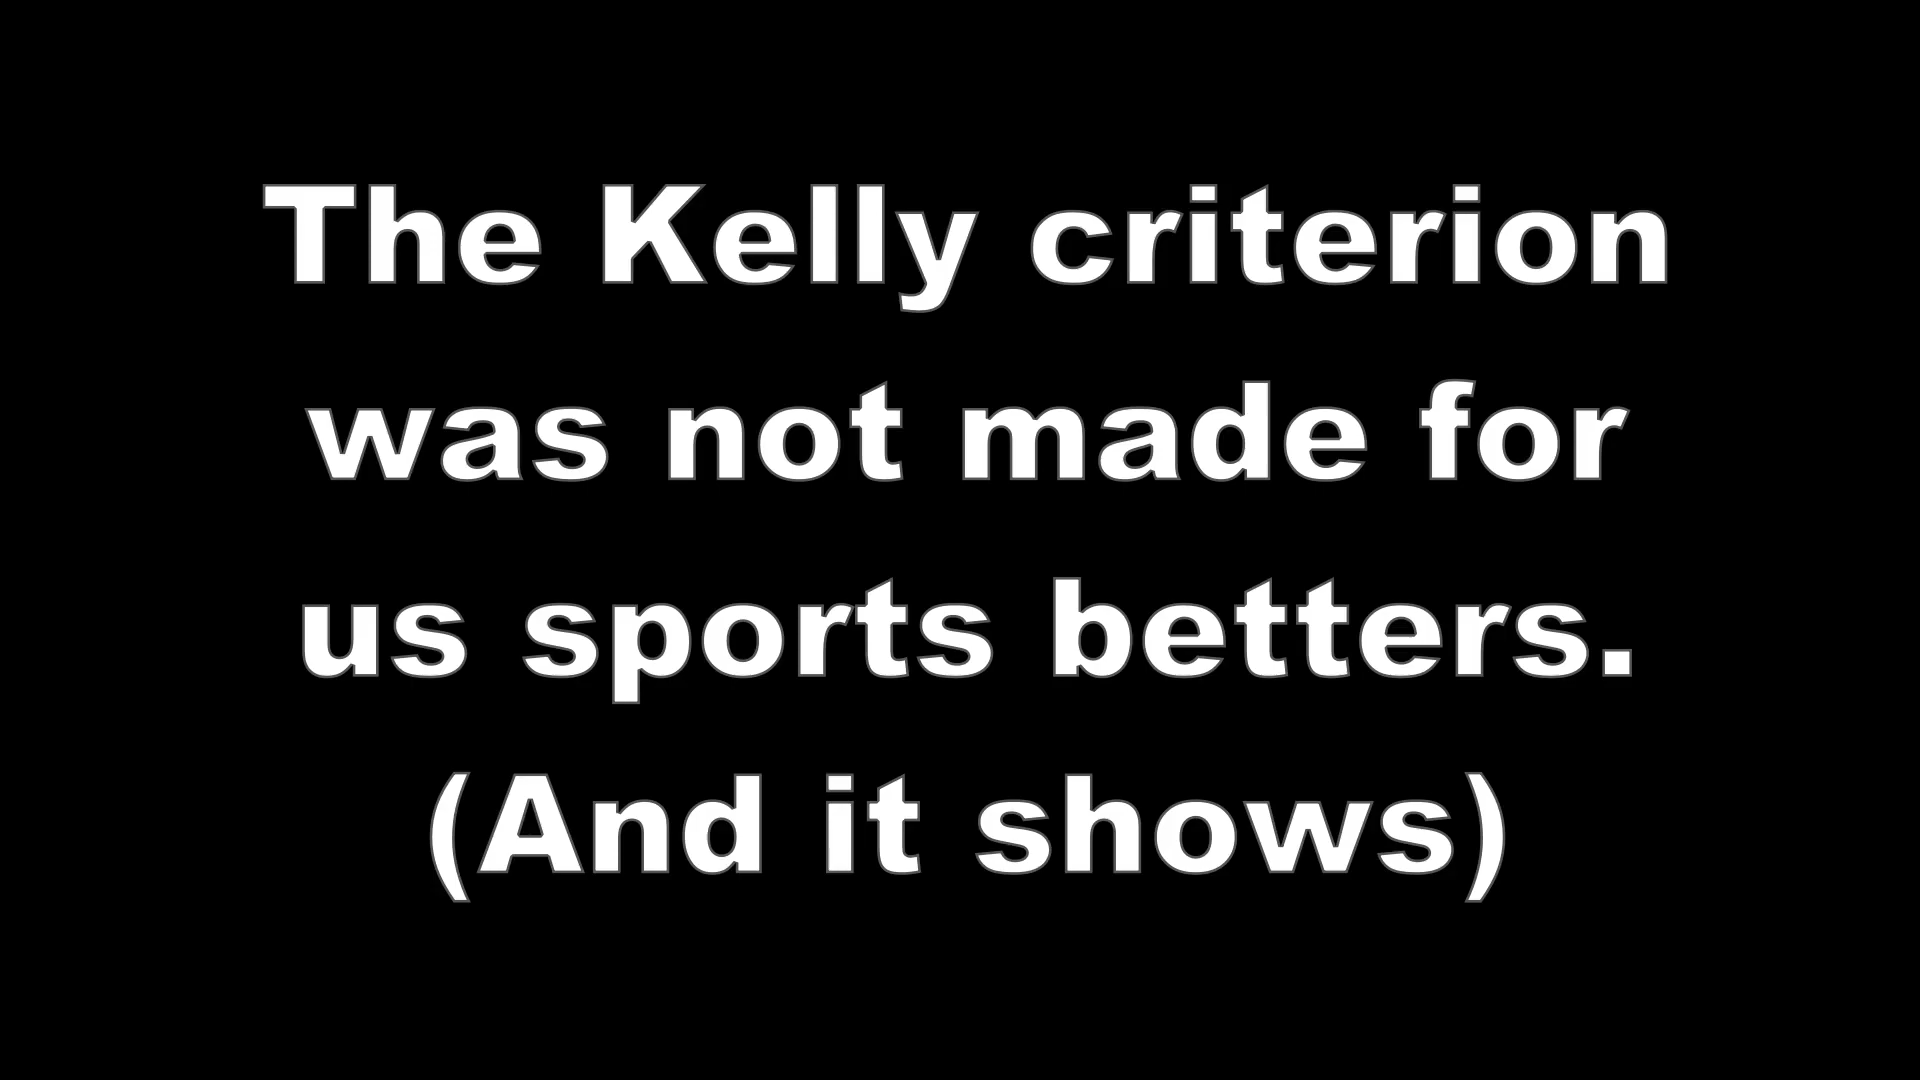 The Kelly criterion
was not made for
us sports betters.
(And it shows)